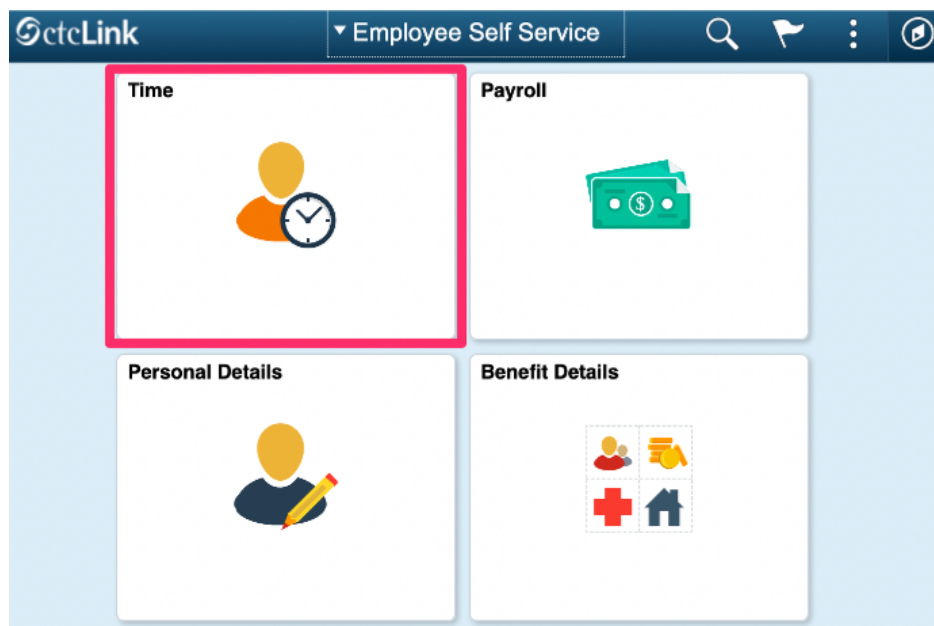 ctcLink
Employee Self Service
Time
Payroll
$
Personal Details
Benefit Details